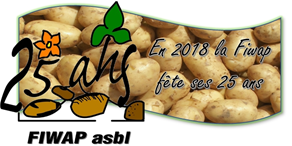 25 ans
En 2018 la Fiwap
fête ses 25 ans
FIWAP asbl